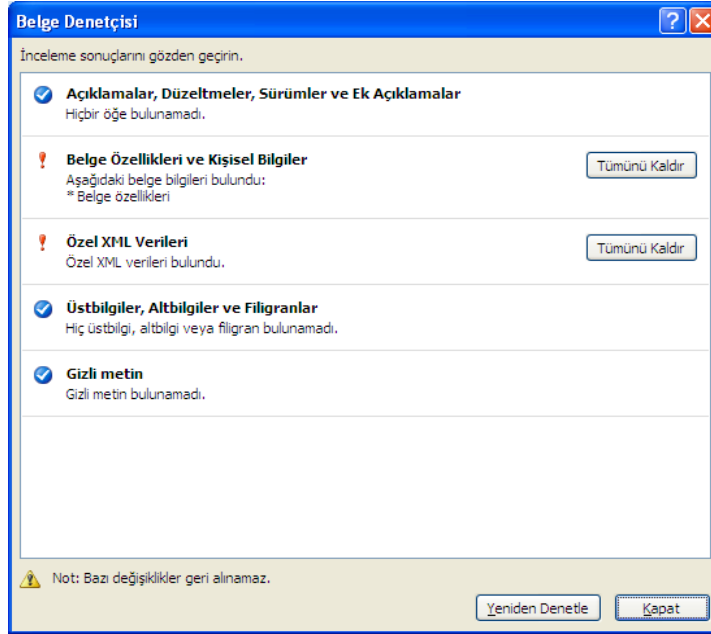 Belge Denetçisi
İnceleme sonuçlarını gözden geçirin.
Açıklamalar, Düzeltmeler, Sürümler ve Ek Açıklamalar
Hiçbir öğe bulunamadı.
Belge Özellikleri ve Kişisel Bilgiler
Tümünü Kaldır
Aşağıdaki belge bilgileri bulundu:
* Belge özellikleri
Özel XML Verileri
Tümünü Kaldır
Özel XML verileri bulundu.
Üstbilgiler, Altbilgiler ve Filigranlar
Hiç üstbilgi, altbilgi veya filigran bulunamadı.
Gizli metin
Gizli metin bulunamadı.
Not: Bazı değişiklikler geri alınamaz.
Yeniden Denetle
Kapat